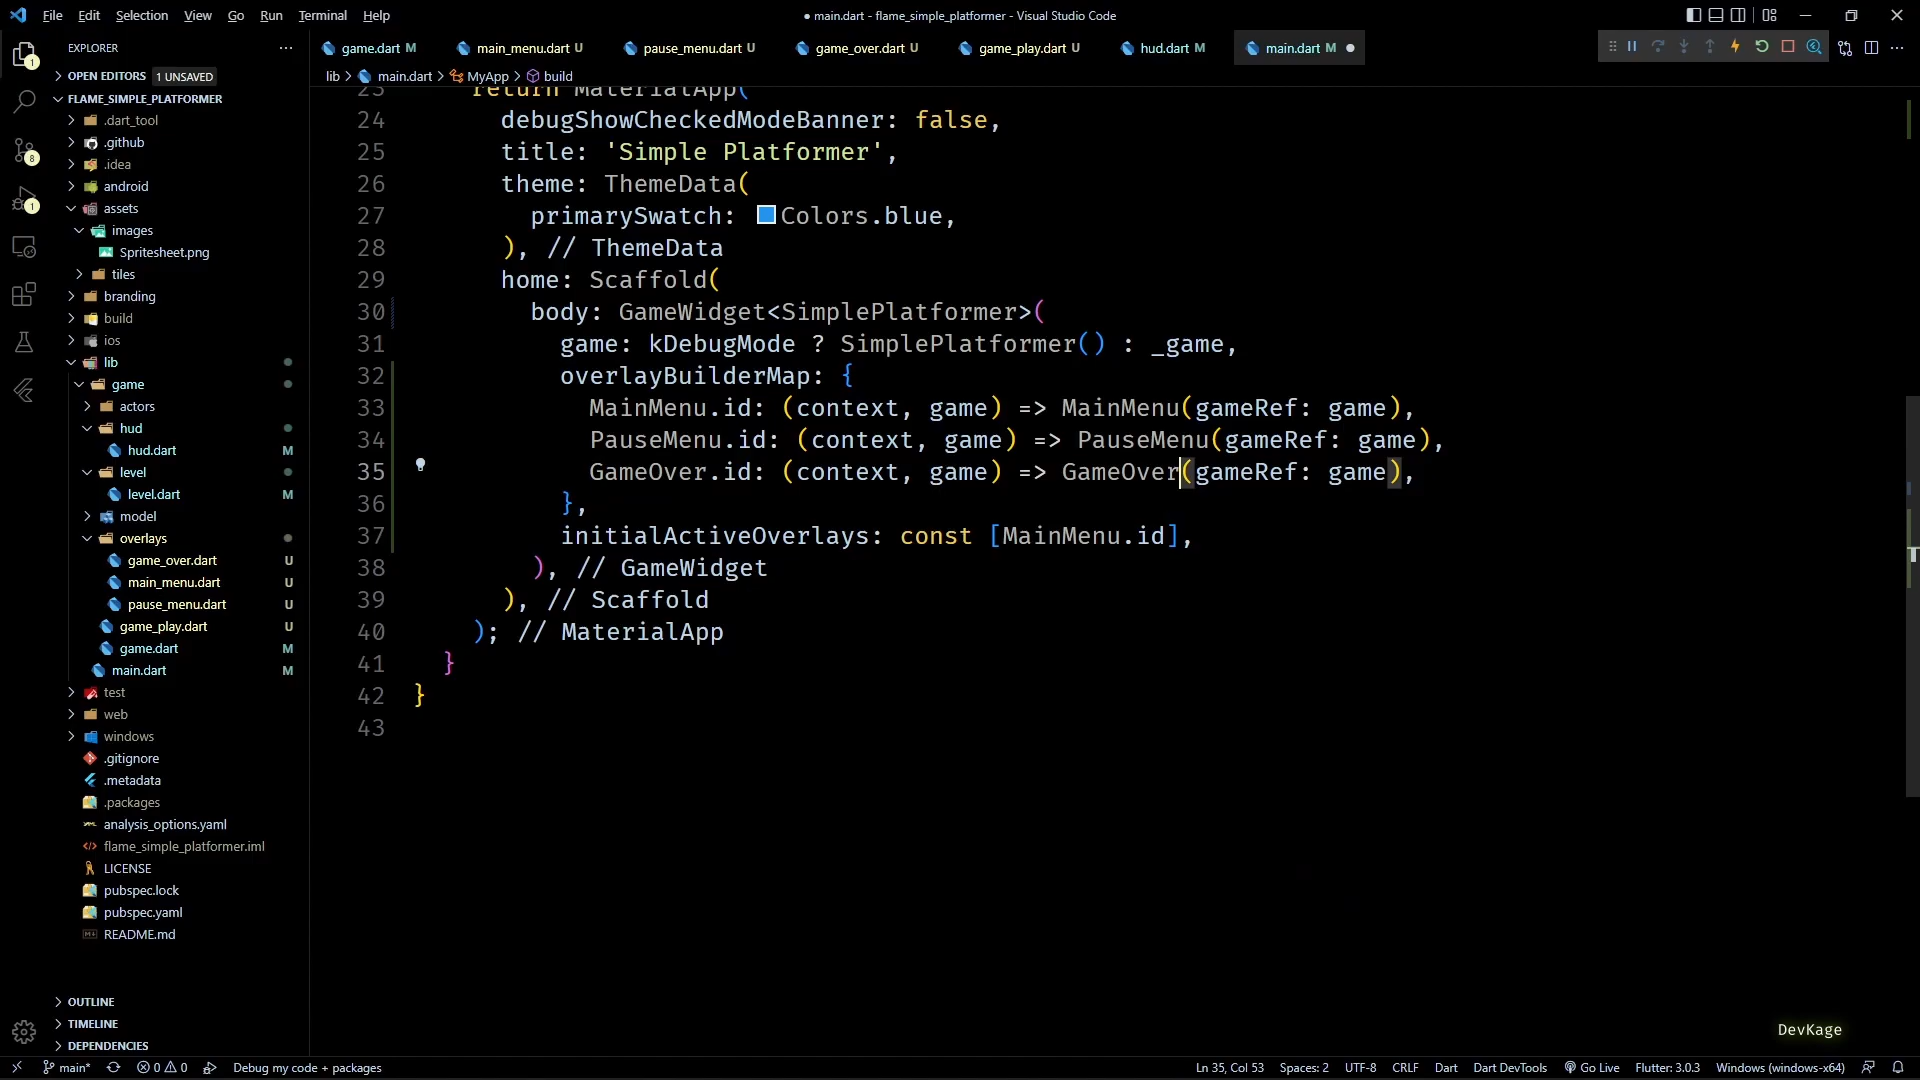 File Edit Selection View Go Run Terminal Help
● main.dart - flame_simple_platformer - Visual Studio Code
EXPLORER
OPEN EDITORS 1 UNSAVED
FLAME_SIMPLE_PLATFORMER
.dart_tool
.github
.idea
android
assets
images
Spritesheet.png
tiles
branding
build
ios
lib
game
actors
hud
hud.dart M
level
level.dart M
model
overlays
game_over.dart U
main_menu.dart U
pause_menu.dart U
game_play.dart U
game.dart M
main.dart M
test
web
windows
.gitignore
.metadata
.packages
analysis_options.yaml
flame_simple_platformer.iml
LICENSE
pubspec.lock
pubspec.yaml
README.md
OUTLINE
TIMELINE
DEPENDENCIES
game.dart M main_menu.dart U pause_menu.dart U game_over.dart U game_play.dart U hud.dart M main.dart M
lib > main.dart > MyApp > build
23 return MaterialApp(
24 debugShowCheckedModeBanner: false,
25 title: 'Simple Platformer',
26 theme: ThemeData(
27 primarySwatch: Colors.blue,
28 ), // ThemeData
29 home: Scaffold(
30 body: GameWidget<SimplePlatformer>(
31 game: kDebugMode ? SimplePlatformer() : _game,
32 overlayBuilderMap: {
33 MainMenu.id: (context, game) => MainMenu(gameRef: game),
34 PauseMenu.id: (context, game) => PauseMenu(gameRef: game),
35 GameOver.id: (context, game) => GameOver(gameRef: game),
36 },
37 initialActiveOverlays: const [MainMenu.id],
38 ), // GameWidget
39 ), // Scaffold
40 ); // MaterialApp
41 }
42 }
43
DevKage
main* 0 0 Debug my code + packages
Ln 35, Col 53 Spaces: 2 UTF-8 CRLF Dart Dart DevTools Go Live Flutter: 3.0.3 Windows (windows-x64)